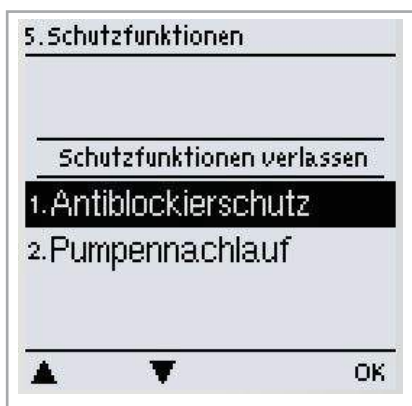 5.Schutzfunktionen
Schutzfunktionen verlassen
1.Antiblockierschutz
2.Pumpennachlauf
OK